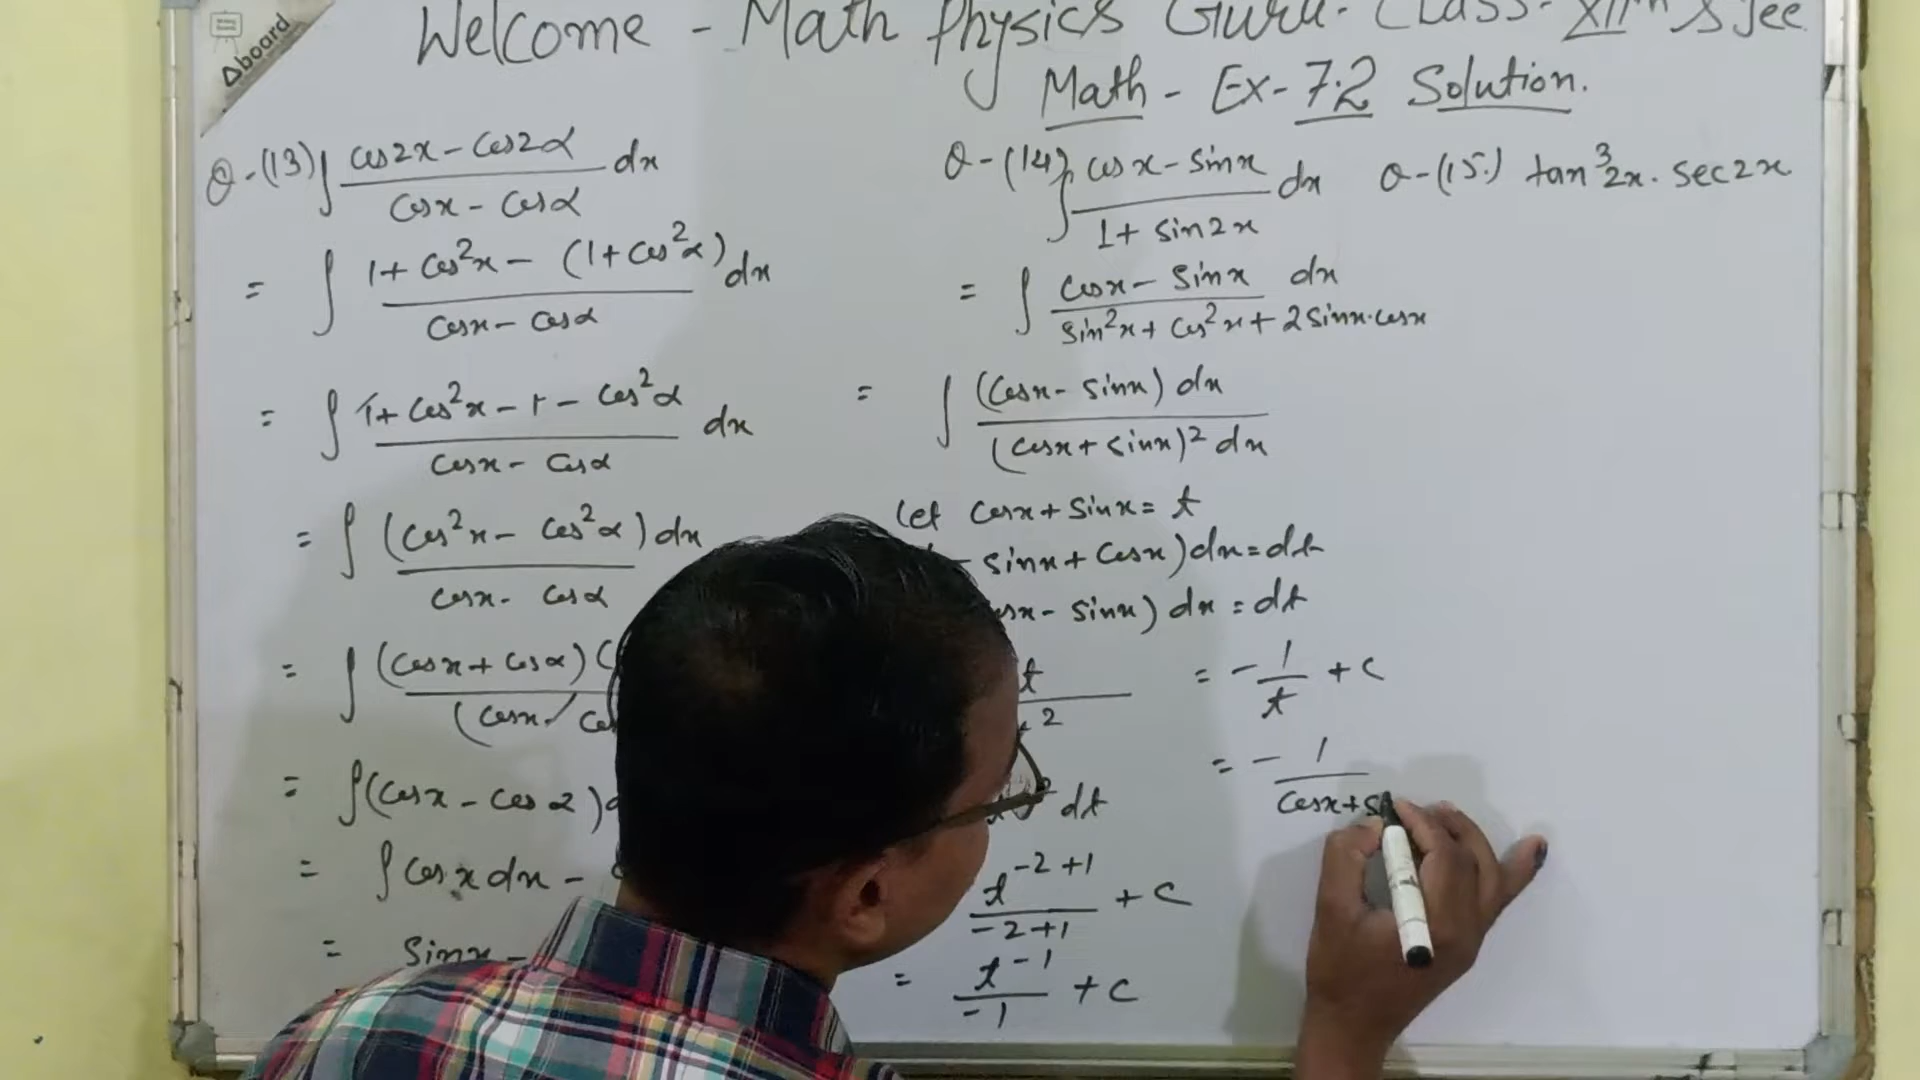 Δboard
Welcome - Math Physics Guru. Class. XIIth & Jee
Math - Ex - 7.2 Solution.
Q-(13) ∫ (cos2x - cos2α)/(cosx - cosα) dx
= ∫ (1 + cos²x - (1 + cos²α))/(cosx - cosα) dx
= ∫ (1 + cos²x - 1 - cos²α)/(cosx - cosα) dx
= ∫ (cos²x - cos²α) dx/(cosx - cosα)
= ∫ (cosx + cosα) (
(cosx
= ∫(cosx - cos α)
= ∫ cosx dx -
= Sinx -
Q-(14) ∫ (cosx - sinx)/(1 + sin2x) dx
= ∫ (cosx - sinx dx)/(sin²x + cos²x + 2sinx.cosx)
= ∫ (cosx - sinx) dx/(cosx + sinx)² dx
let cosx + sinx = t
- sinx + cosx) dx = dt
- sinx) dx = dt
t
2
dt
t^(-2+1)/(-2+1) + c
= t^(-1)/(-1) + c
= - 1/t + c
= - 1/(cosx + s
Q-(15.) tan³2x. sec2x